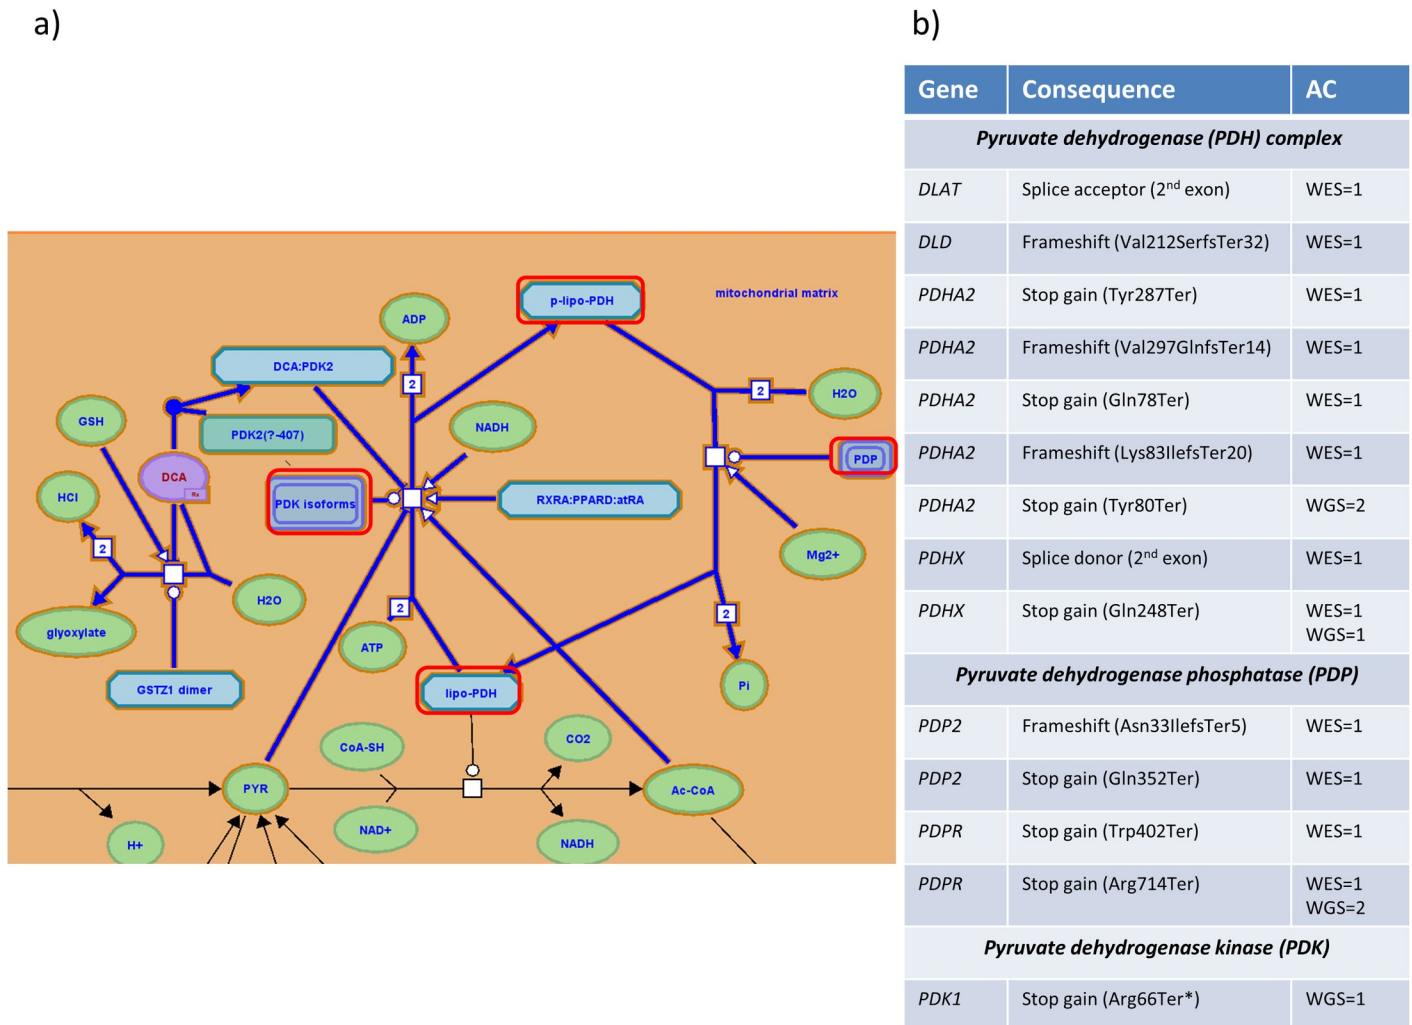 a)
mitochondrial matrix
p-lipo-PDH
ADP
DCA:PDK2
2
2
H2O
GSH
PDK2(?-407)
NADH
PDP
DCA
Rx
HCl
PDK isoforms
RXRA:PPARD:atRA
2
Mg2+
H2O
2
2
glyoxylate
ATP
GSTZ1 dimer
lipo-PDH
Pi
CoA-SH
CO2
PYR
Ac-CoA
NAD+
H+
NADH
b)
Gene Consequence AC
Pyruvate dehydrogenase (PDH) complex
DLAT Splice acceptor (2nd exon) WES=1
DLD Frameshift (Val212SerfsTer32) WES=1
PDHA2 Stop gain (Tyr287Ter) WES=1
PDHA2 Frameshift (Val297GlnfsTer14) WES=1
PDHA2 Stop gain (Gln78Ter) WES=1
PDHA2 Frameshift (Lys83IlefsTer20) WES=1
PDHA2 Stop gain (Tyr80Ter) WGS=2
PDHX Splice donor (2nd exon) WES=1
PDHX Stop gain (Gln248Ter) WES=1
WGS=1
Pyruvate dehydrogenase phosphatase (PDP)
PDP2 Frameshift (Asn33IlefsTer5) WES=1
PDP2 Stop gain (Gln352Ter) WES=1
PDPR Stop gain (Trp402Ter) WES=1
PDPR Stop gain (Arg714Ter) WES=1
WGS=2
Pyruvate dehydrogenase kinase (PDK)
PDK1 Stop gain (Arg66Ter*) WGS=1